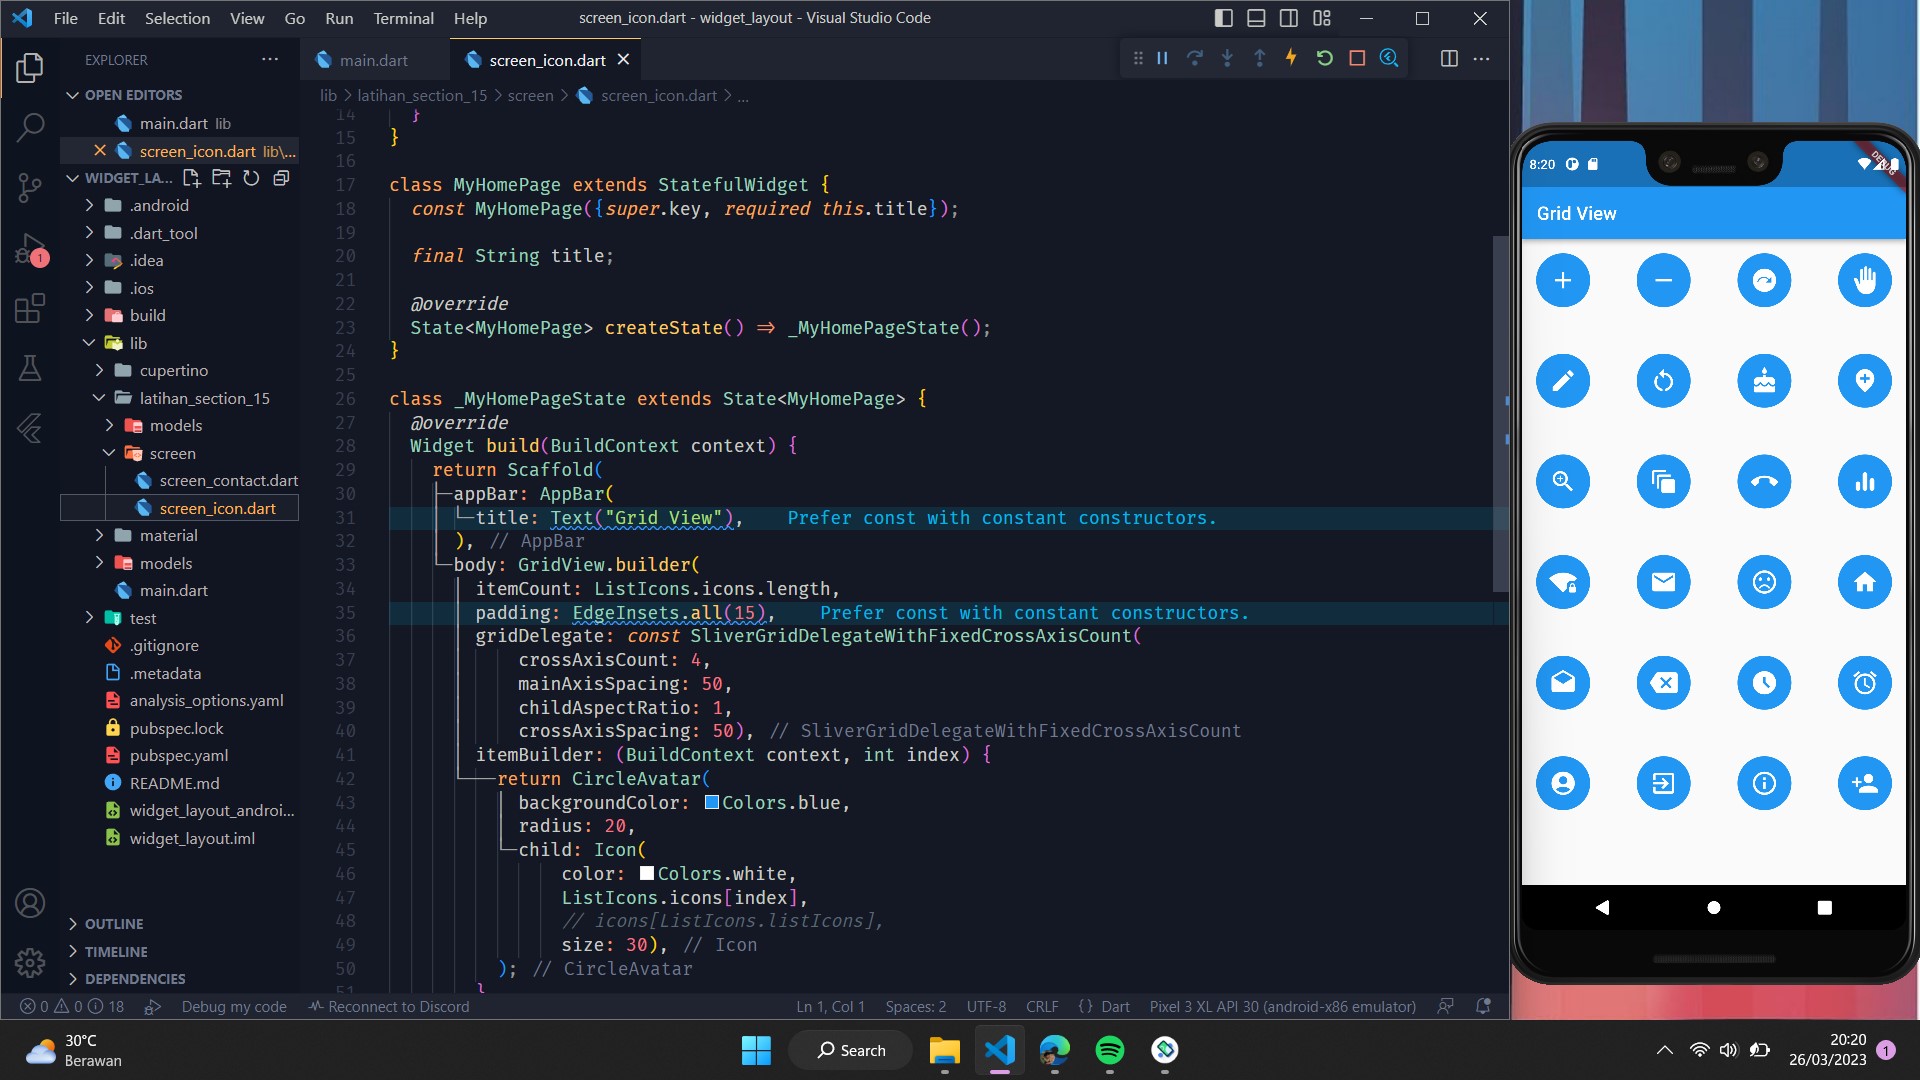 File Edit Selection View Go Run Terminal Help
screen_icon.dart - widget_layout - Visual Studio Code
EXPLORER
OPEN EDITORS
main.dart lib
screen_icon.dart lib\...
WIDGET_LA...
.android
.dart_tool
.idea
.ios
build
lib
cupertino
latihan_section_15
models
screen
screen_contact.dart
screen_icon.dart
material
models
main.dart
test
.gitignore
.metadata
analysis_options.yaml
pubspec.lock
pubspec.yaml
README.md
widget_layout_androi...
widget_layout.iml
OUTLINE
TIMELINE
DEPENDENCIES
1
main.dart
screen_icon.dart
lib > latihan_section_15 > screen > screen_icon.dart > ...
14 }
15 }
16
17 class MyHomePage extends StatefulWidget {
18 const MyHomePage({super.key, required this.title});
19
20 final String title;
21
22 @override
23 State<MyHomePage> createState() => _MyHomePageState();
24 }
25
26 class _MyHomePageState extends State<MyHomePage> {
27 @override
28 Widget build(BuildContext context) {
29 return Scaffold(
30 appBar: AppBar(
31 title: Text("Grid View"), Prefer const with constant constructors.
32 ), // AppBar
33 body: GridView.builder(
34 itemCount: ListIcons.icons.length,
35 padding: EdgeInsets.all(15), Prefer const with constant constructors.
36 gridDelegate: const SliverGridDelegateWithFixedCrossAxisCount(
37 crossAxisCount: 4,
38 mainAxisSpacing: 50,
39 childAspectRatio: 1,
40 crossAxisSpacing: 50), // SliverGridDelegateWithFixedCrossAxisCount
41 itemBuilder: (BuildContext context, int index) {
42 return CircleAvatar(
43 backgroundColor: Colors.blue,
44 radius: 20,
45 child: Icon(
46 color: Colors.white,
47 ListIcons.icons[index],
48 // icons[ListIcons.listIcons],
49 size: 30), // Icon
50 ); // CircleAvatar
51 }
0 0 18 Debug my code Reconnect to Discord
Ln 1, Col 1 Spaces: 2 UTF-8 CRLF {} Dart Pixel 3 XL API 30 (android-x86 emulator)
8:20
DEBUG
Grid View
30°C
Berawan
Search
20:20
26/03/2023
1